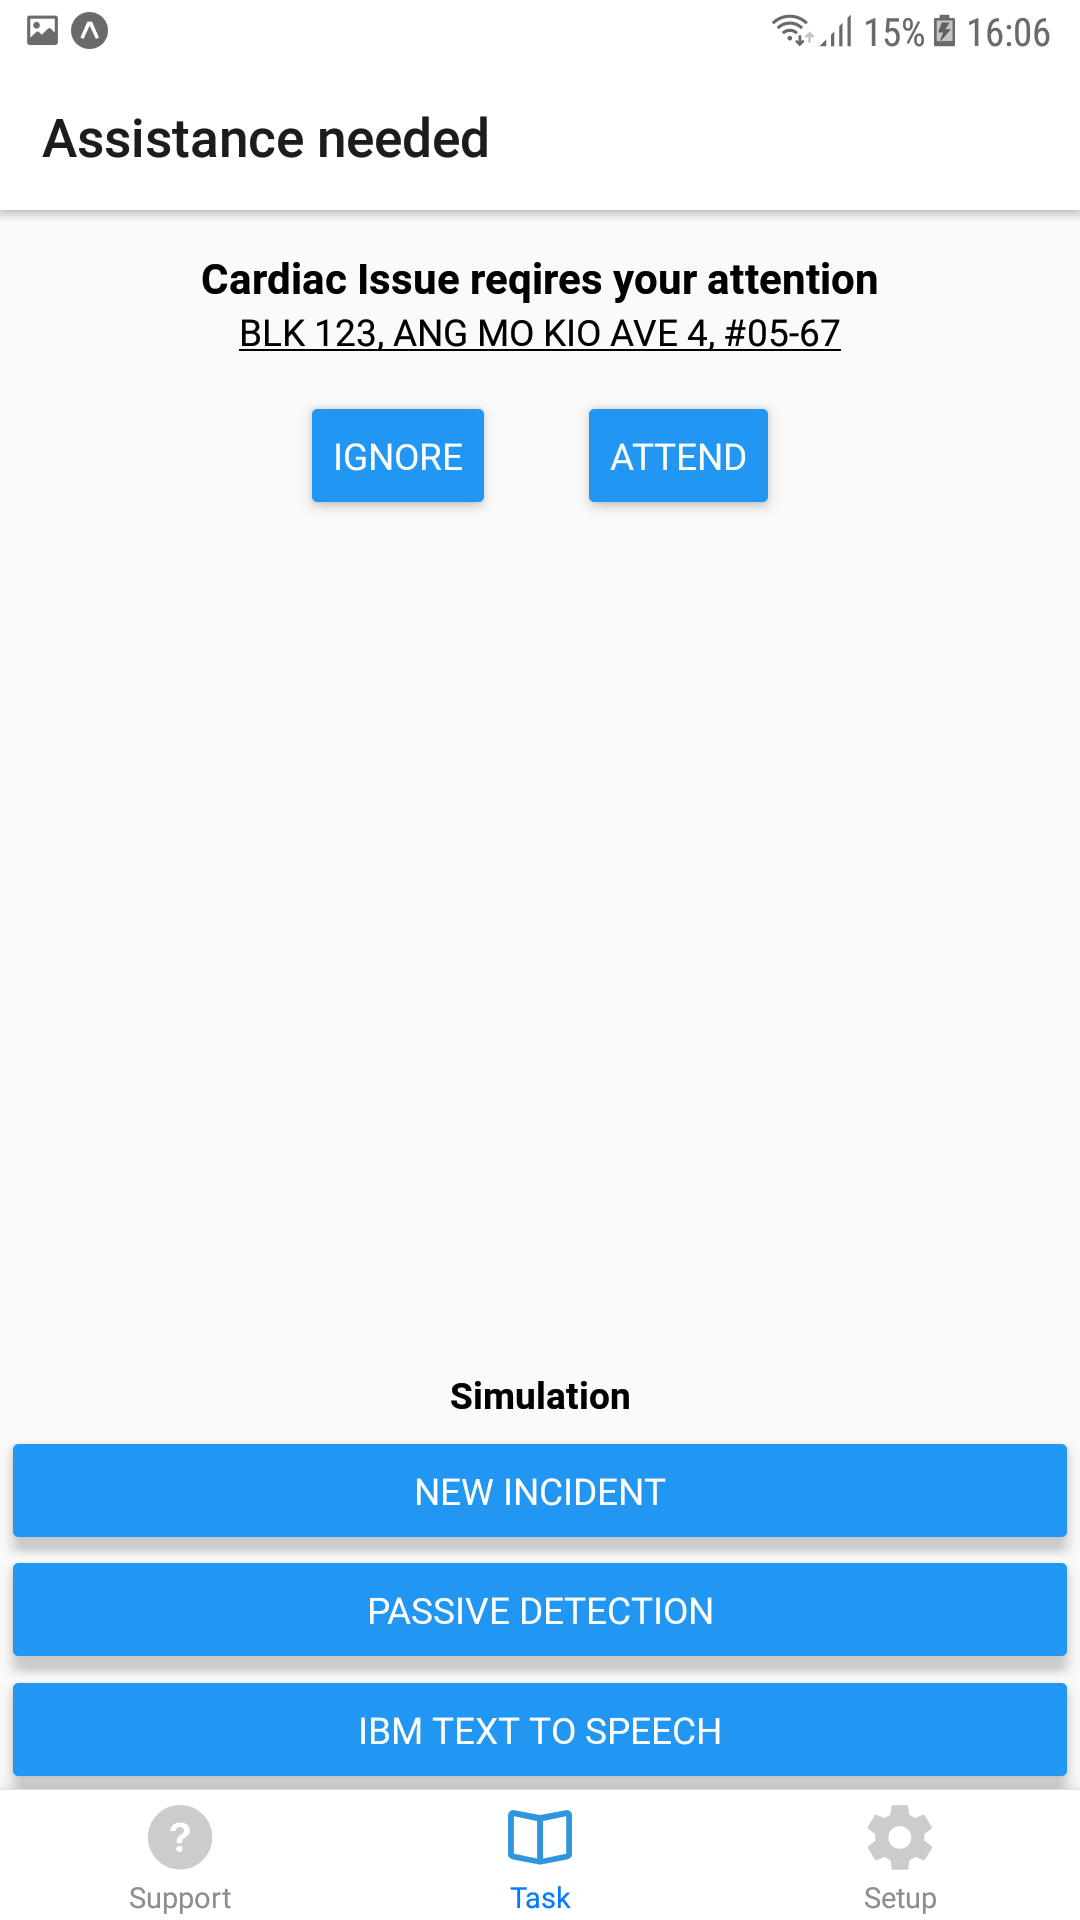 15% 16:06
Assistance needed
Cardiac Issue reqires your attention
BLK 123, ANG MO KIO AVE 4, #05-67
IGNORE ATTEND
Simulation
NEW INCIDENT
PASSIVE DETECTION
IBM TEXT TO SPEECH
Support Task Setup